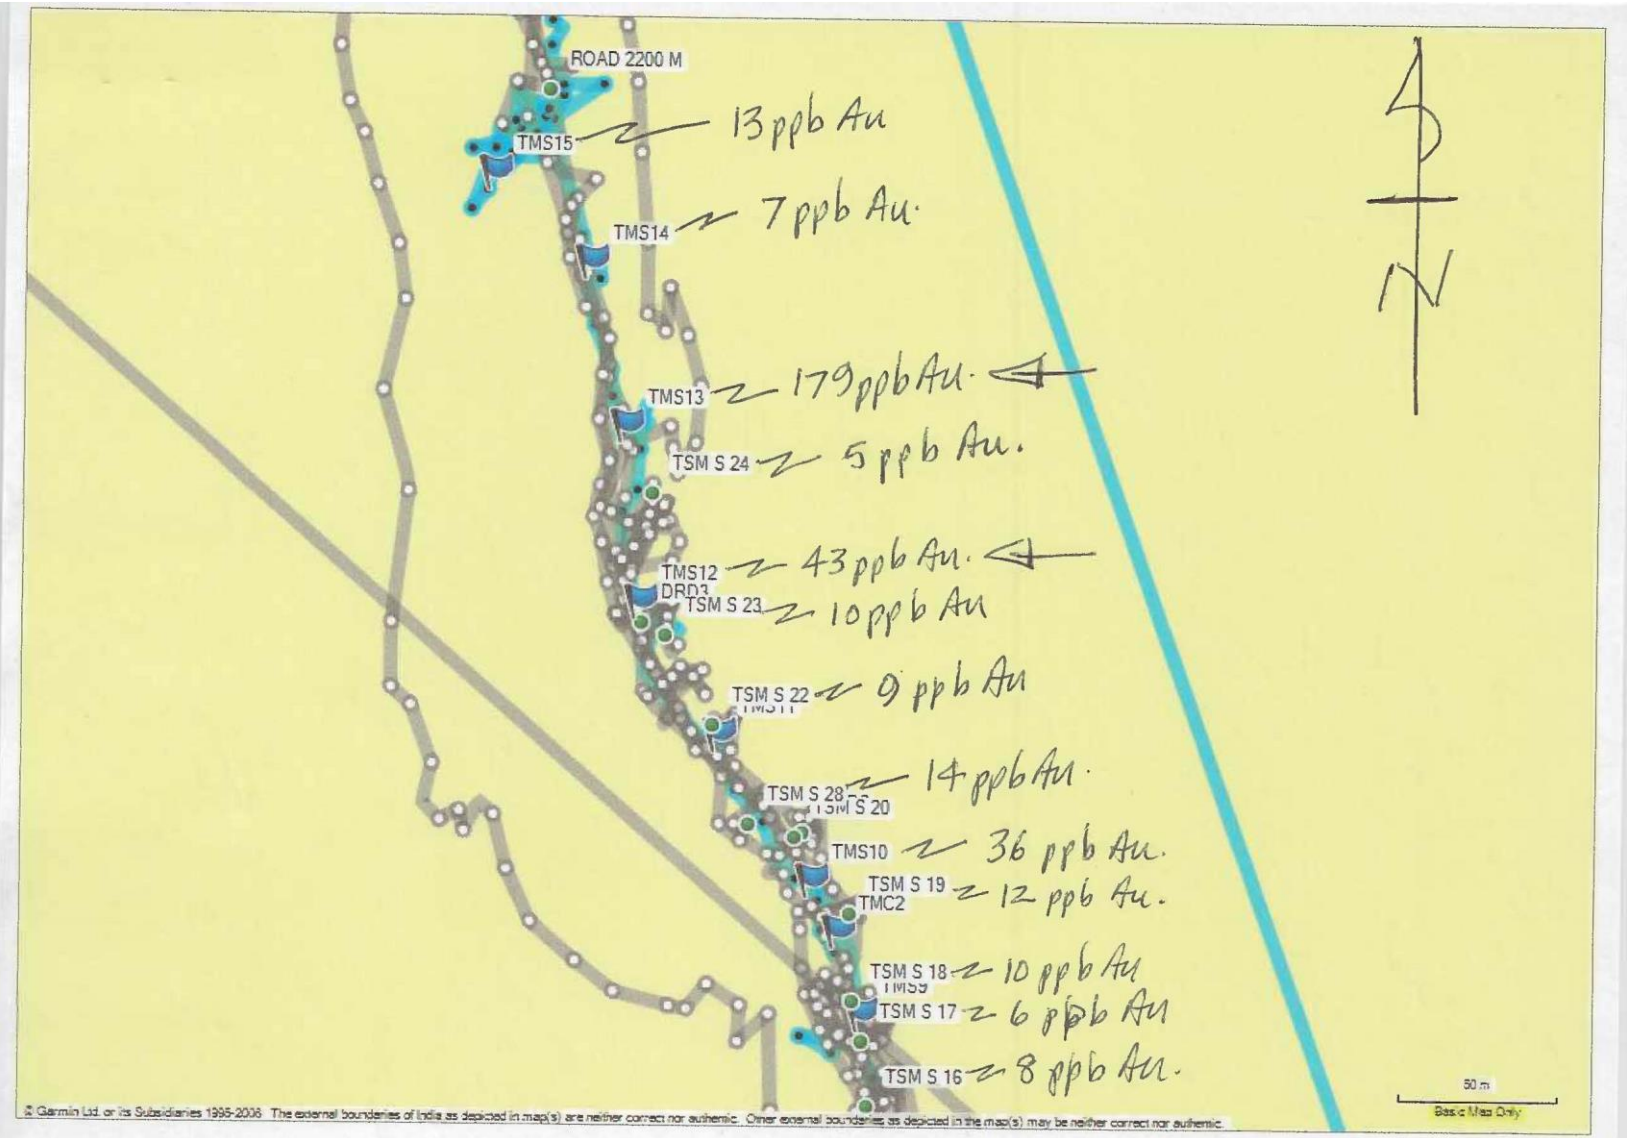 ROAD 2200 M
TMS15 13 ppb Au
TMS14 7 ppb Au.
N
TMS13 179 ppb Au.
TSM S 24 5 ppb Au.
TMS12 43 ppb Au.
DRD3
TSM S 23 10 ppb Au
TSM S 22 9 ppb Au
TMS11
TSM S 28 14 ppb Au.
TSM S 20
TMS10 36 ppb Au.
TSM S 19 12 ppb Au.
TMC2
TSM S 18 10 ppb Au
TMS9
TSM S 17 6 ppb Au
TSM S 16 8 ppb Au.
50 m
Basic Map Only
© Garmin Ltd. or its Subsidiaries 1995-2006 The external boundaries of India as depicted in map(s) are neither correct nor authentic. Other external boundaries as depicted in the map(s) may be neither correct nor authentic.